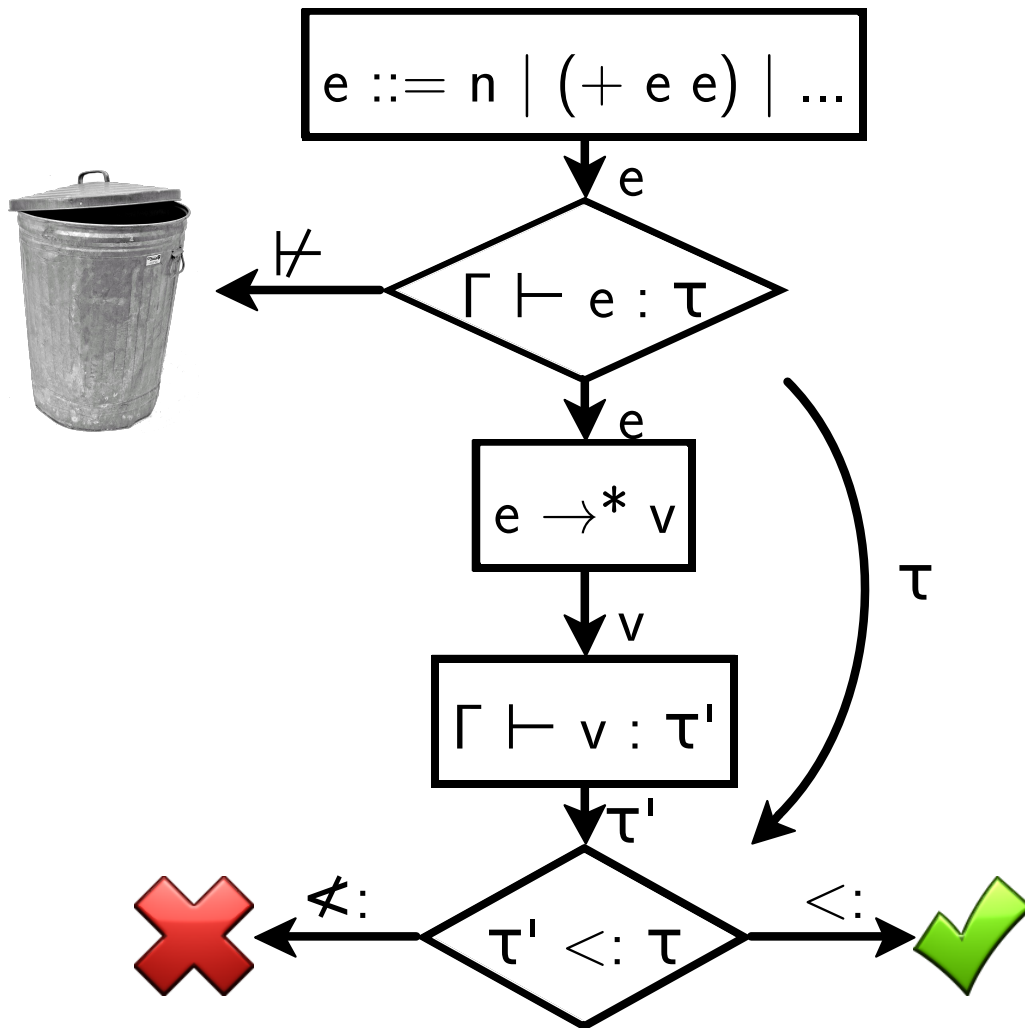 e ::= n | (+ e e) | ...
e
⊬
Γ ⊢ e : τ
e
e →* v
τ
v
Γ ⊢ v : τ'
τ'
≮:
<:
τ' <: τ